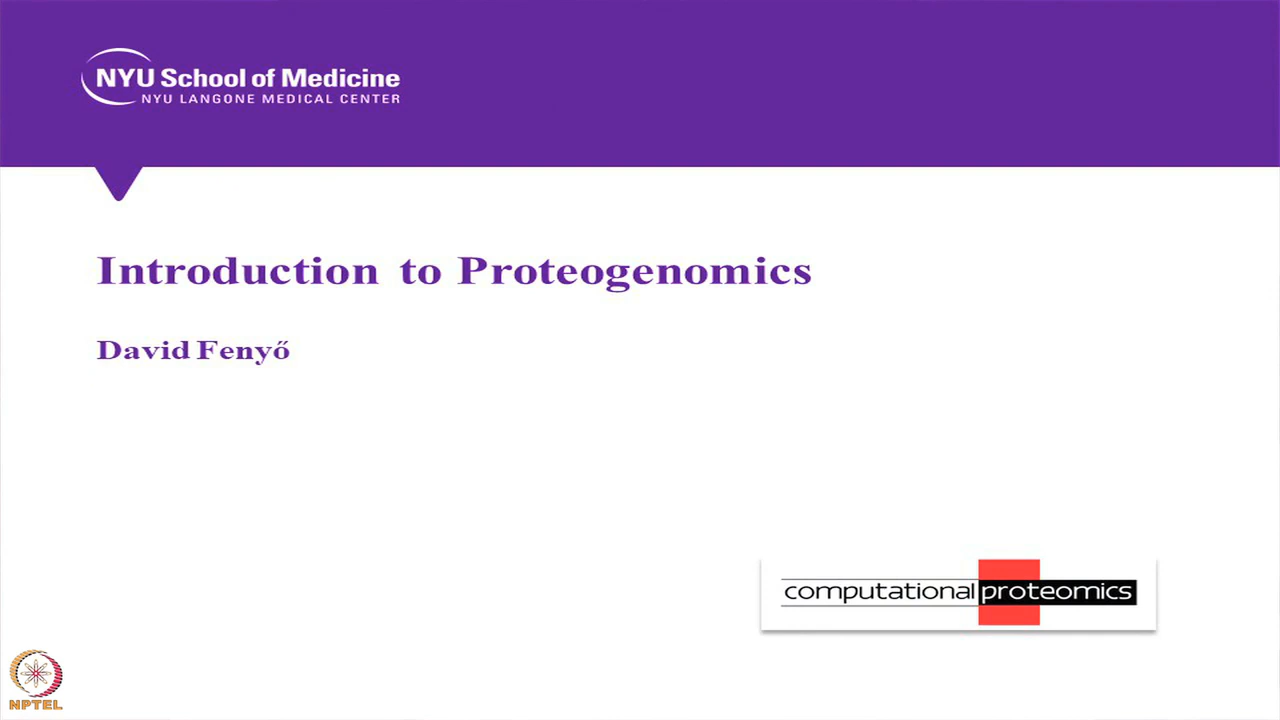 NYU School of Medicine
NYU LANGONE MEDICAL CENTER
Introduction to Proteogenomics
David Fenyő
computational proteomics
NPTEL